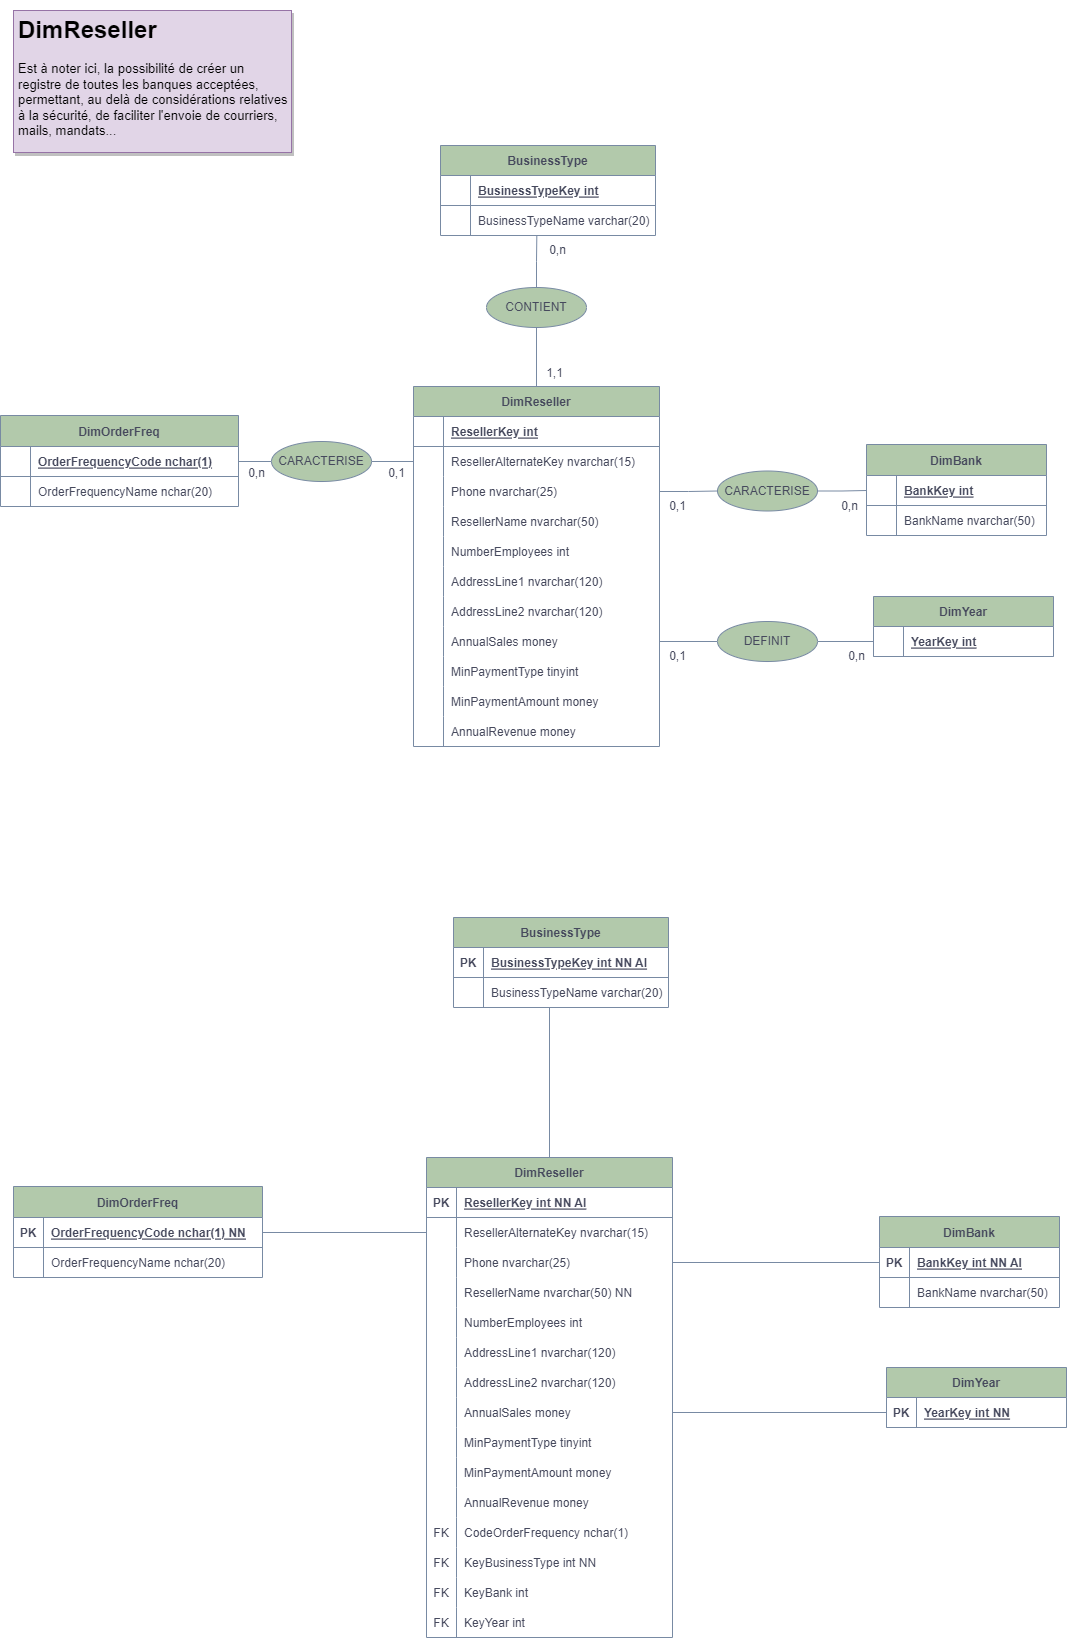 DimReseller
Est à noter ici, la possibilité de créer un
registre de toutes les banques acceptées,
permettant, au delà de considérations relatives
à la sécurité, de faciliter l'envoie de courriers,
mails, mandats...
BusinessType
BusinessTypeKey int
BusinessTypeName varchar(20)
0,n
CONTIENT
1,1
DimOrderFreq
OrderFrequencyCode nchar(1)
OrderFrequencyName nchar(20)
0,n
CARACTERISE
0,1
DimReseller
ResellerKey int
ResellerAlternateKey nvarchar(15)
Phone nvarchar(25)
ResellerName nvarchar(50)
NumberEmployees int
AddressLine1 nvarchar(120)
AddressLine2 nvarchar(120)
AnnualSales money
MinPaymentType tinyint
MinPaymentAmount money
AnnualRevenue money
0,1
CARACTERISE
0,n
DimBank
BankKey int
BankName nvarchar(50)
0,1
DEFINIT
0,n
DimYear
YearKey int
BusinessType
PK BusinessTypeKey int NN AI
BusinessTypeName varchar(20)
DimOrderFreq
PK OrderFrequencyCode nchar(1) NN
OrderFrequencyName nchar(20)
DimReseller
PK ResellerKey int NN AI
ResellerAlternateKey nvarchar(15)
Phone nvarchar(25)
ResellerName nvarchar(50) NN
NumberEmployees int
AddressLine1 nvarchar(120)
AddressLine2 nvarchar(120)
AnnualSales money
MinPaymentType tinyint
MinPaymentAmount money
AnnualRevenue money
FK CodeOrderFrequency nchar(1)
FK KeyBusinessType int NN
FK KeyBank int
FK KeyYear int
DimBank
PK BankKey int NN AI
BankName nvarchar(50)
DimYear
PK YearKey int NN